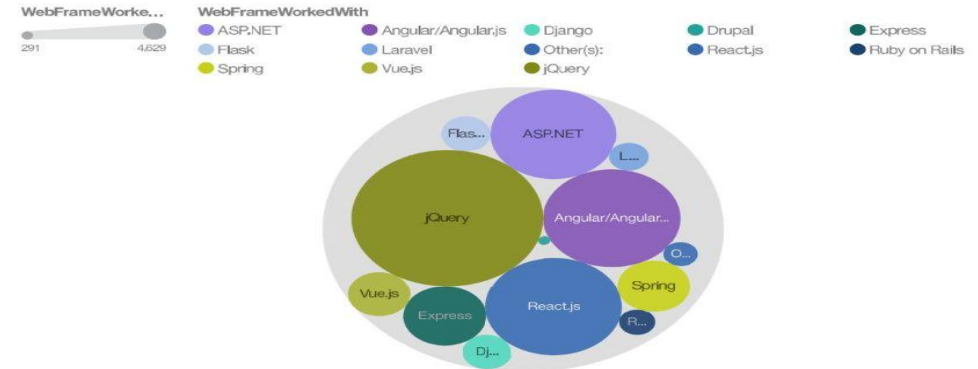 WebFrameWorke...
291 4,629
WebFrameWorkedWith
ASP.NET Angular/Angular.js Django Drupal Express
Flask Laravel Other(s): React.js Ruby on Rails
Spring Vue.js jQuery
Flas... ASP.NET
L...
jQuery Angular/Angular...
O...
Vue.js Spring
Express React.js
R...
Dj...